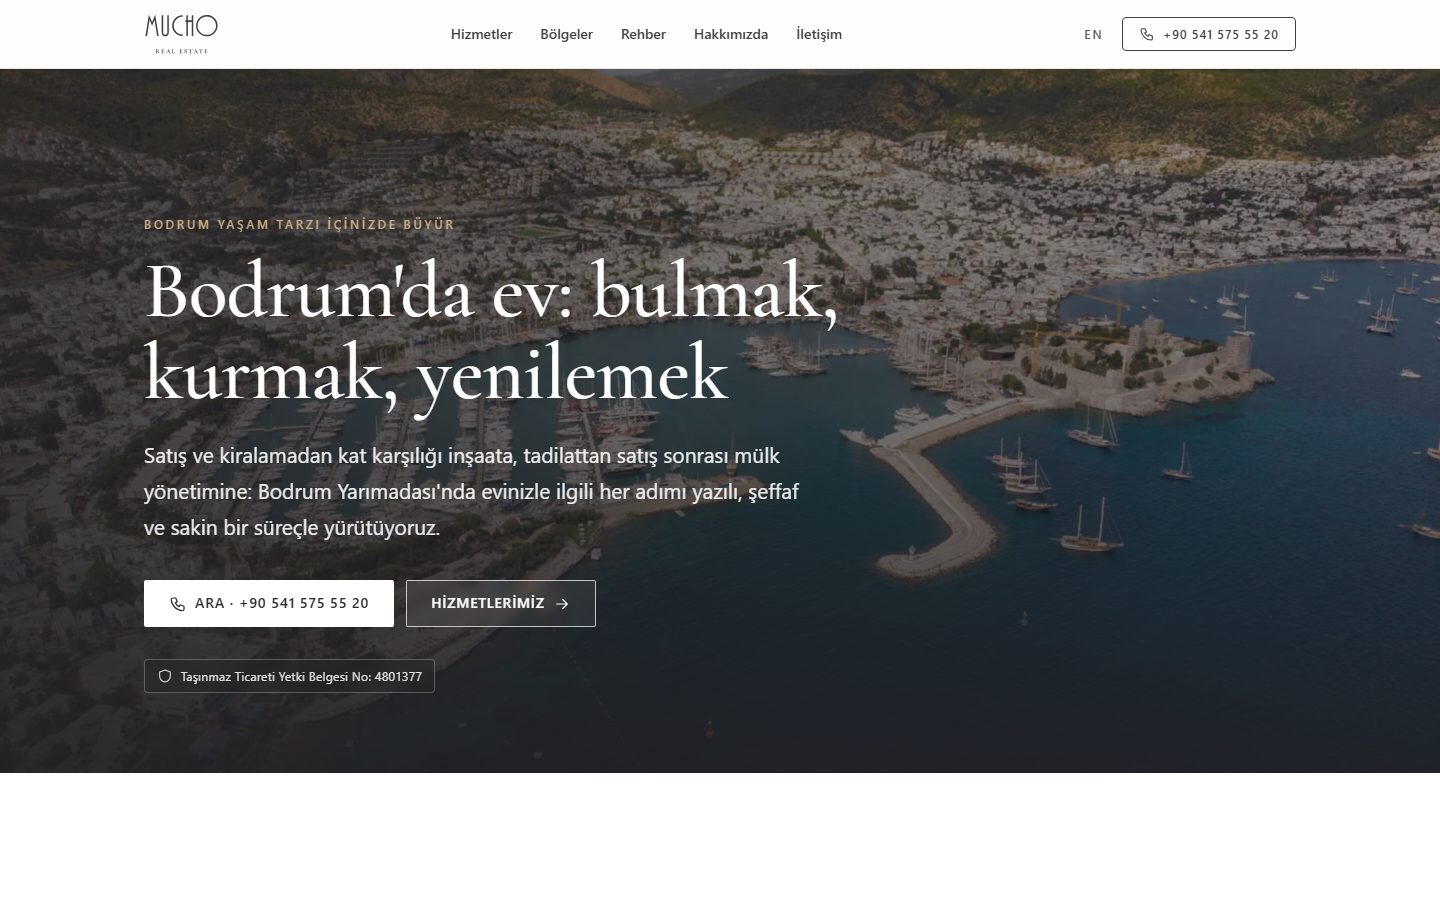 MUCHO
REAL ESTATE
Hizmetler
Bölgeler
Rehber
Hakkımızda
İletişim
EN
+90 541 575 55 20
BODRUM YAŞAM TARZI İÇİNİZDE BÜYÜR
Bodrum'da ev: bulmak,
kurmak, yenilemek
Satış ve kiralamadan kat karşılığı inşaata, tadilattan satış sonrası mülk
yönetimine: Bodrum Yarımadası'nda evinizle ilgili her adımı yazılı, şeffaf
ve sakin bir süreçle yürütüyoruz.
ARA · +90 541 575 55 20
HİZMETLERİMİZ
Taşınmaz Ticareti Yetki Belgesi No: 4801377